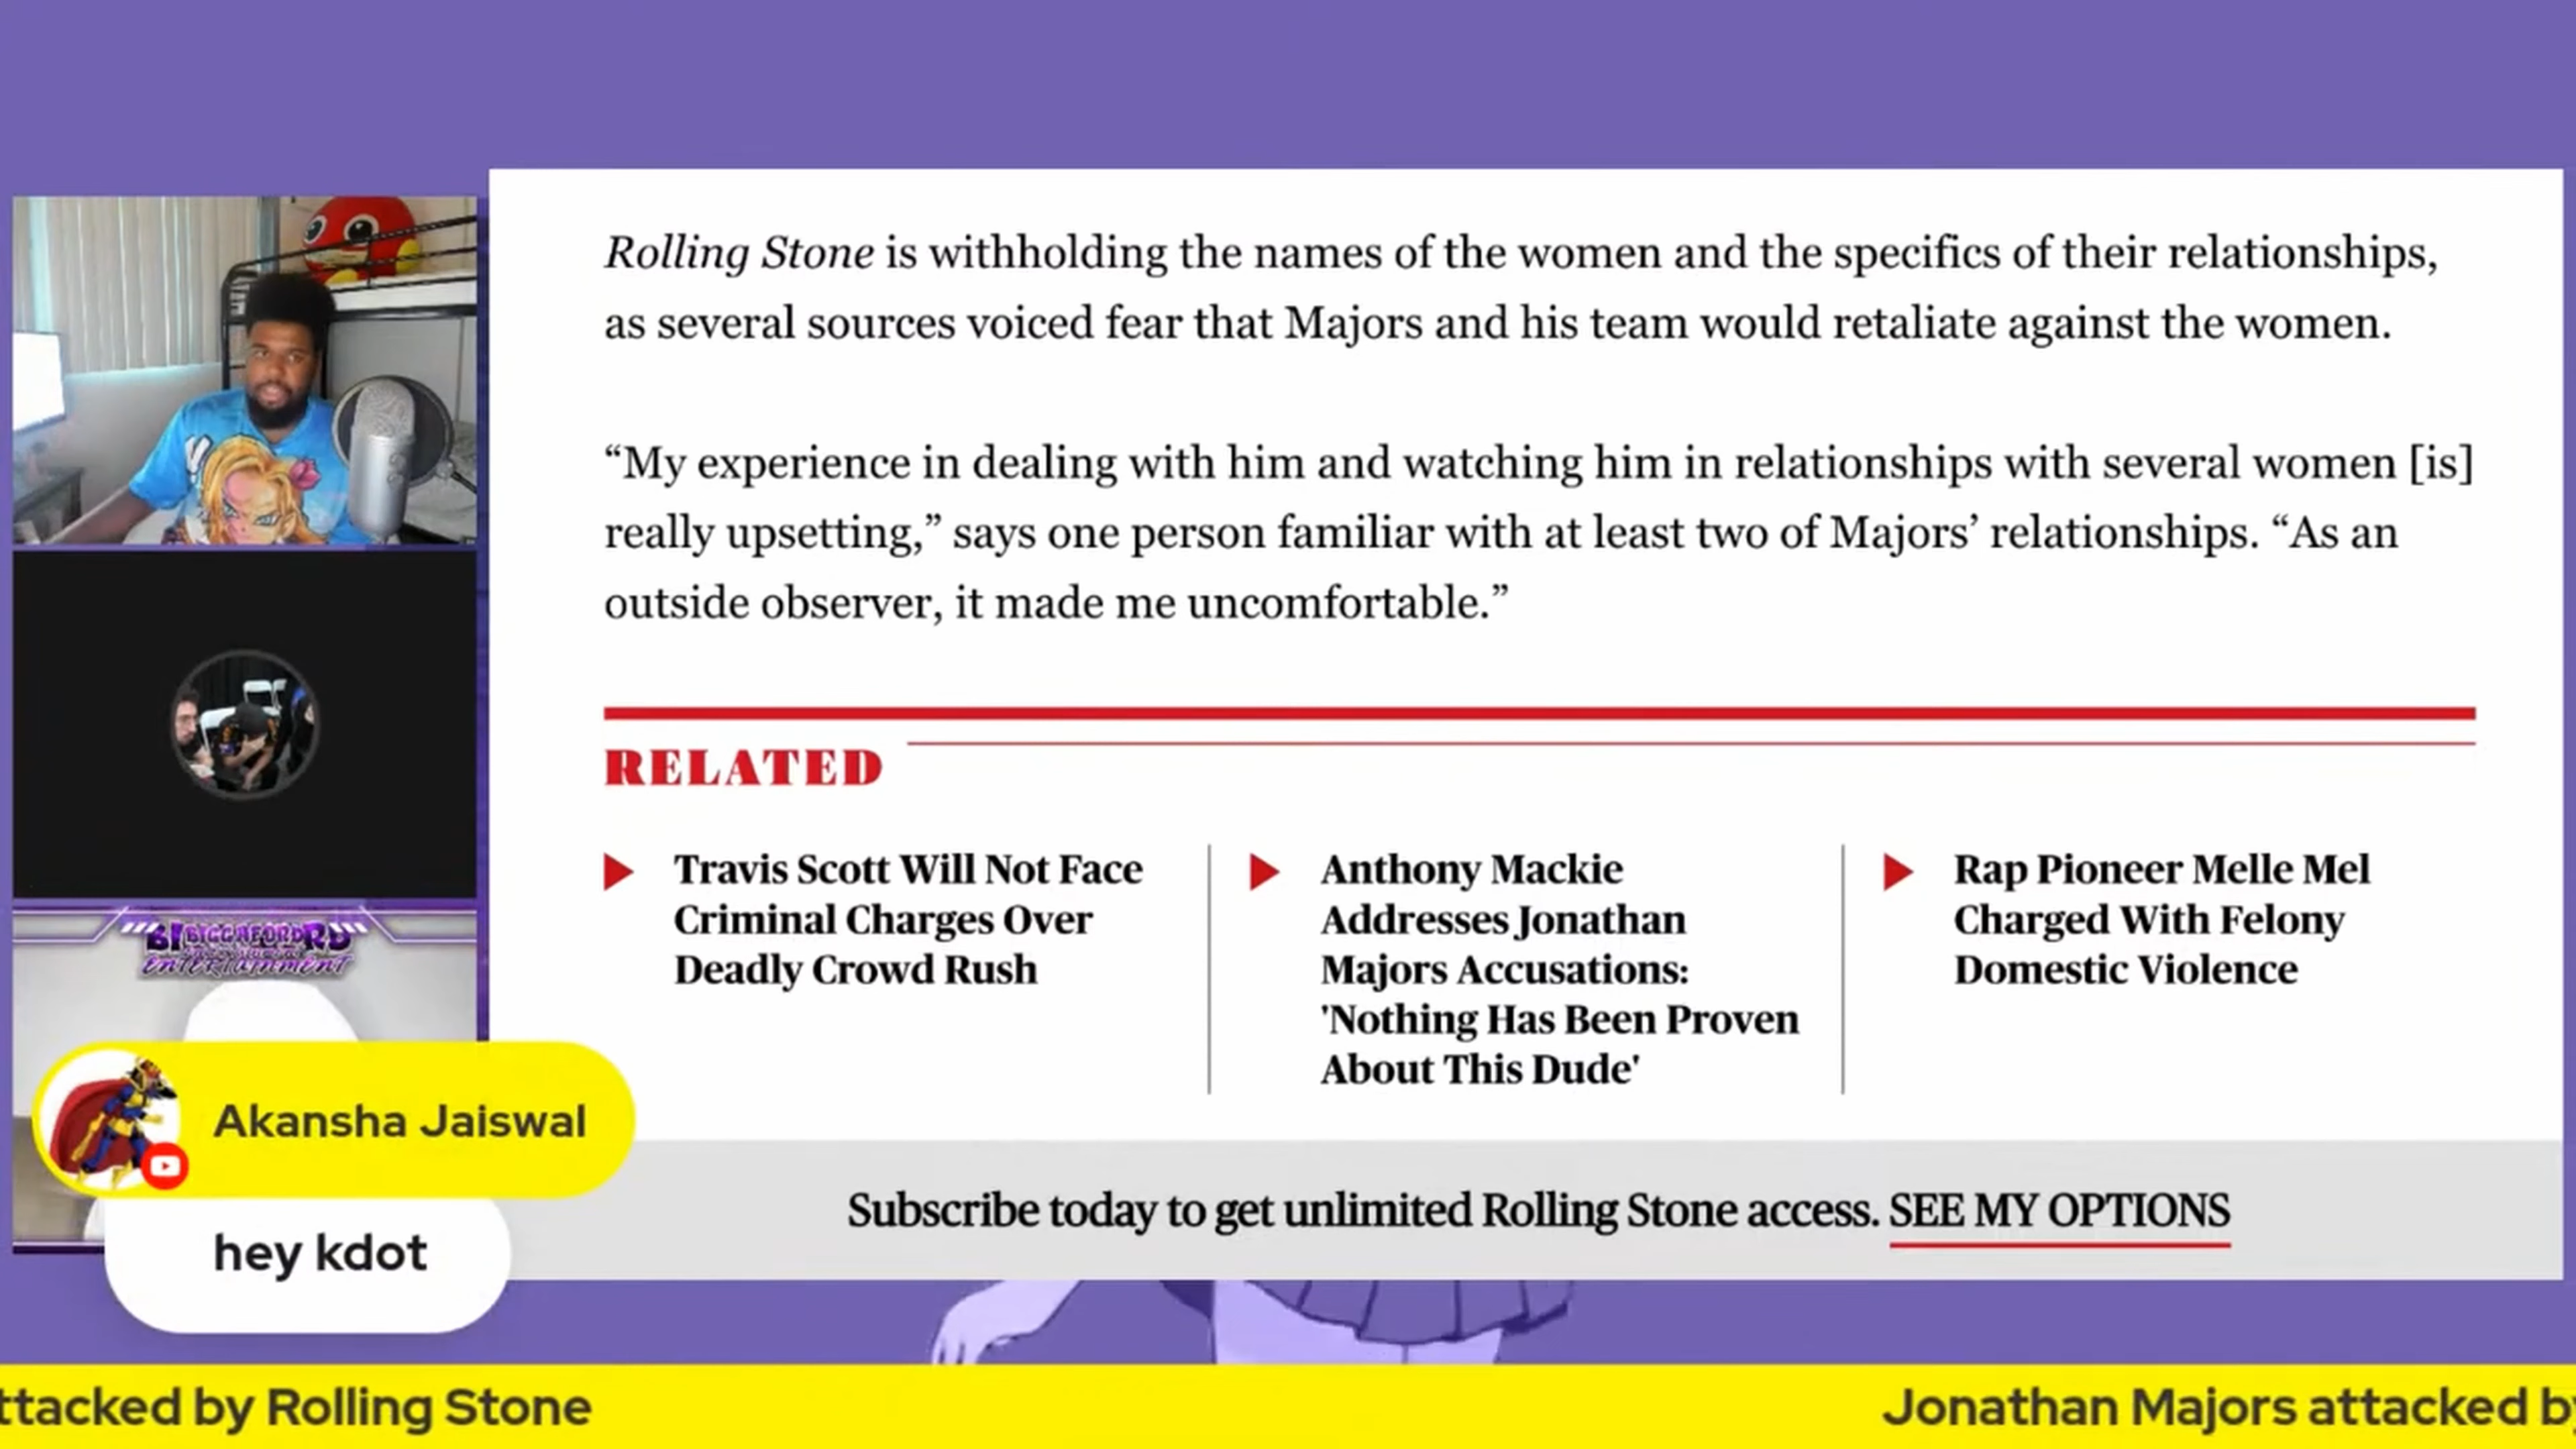 Rolling Stone is withholding the names of the women and the specifics of their relationships,
as several sources voiced fear that Majors and his team would retaliate against the women.
“My experience in dealing with him and watching him in relationships with several women [is]
really upsetting,” says one person familiar with at least two of Majors’ relationships. “As an
outside observer, it made me uncomfortable.”
RELATED
Travis Scott Will Not Face
Criminal Charges Over
Deadly Crowd Rush
Anthony Mackie
Addresses Jonathan
Majors Accusations:
'Nothing Has Been Proven
About This Dude'
Rap Pioneer Melle Mel
Charged With Felony
Domestic Violence
Subscribe today to get unlimited Rolling Stone access. SEE MY OPTIONS
BIGGAFORD
ENTERTAINMENT
Akansha Jaiswal
hey kdot
ttacked by Rolling Stone
Jonathan Majors attacked by